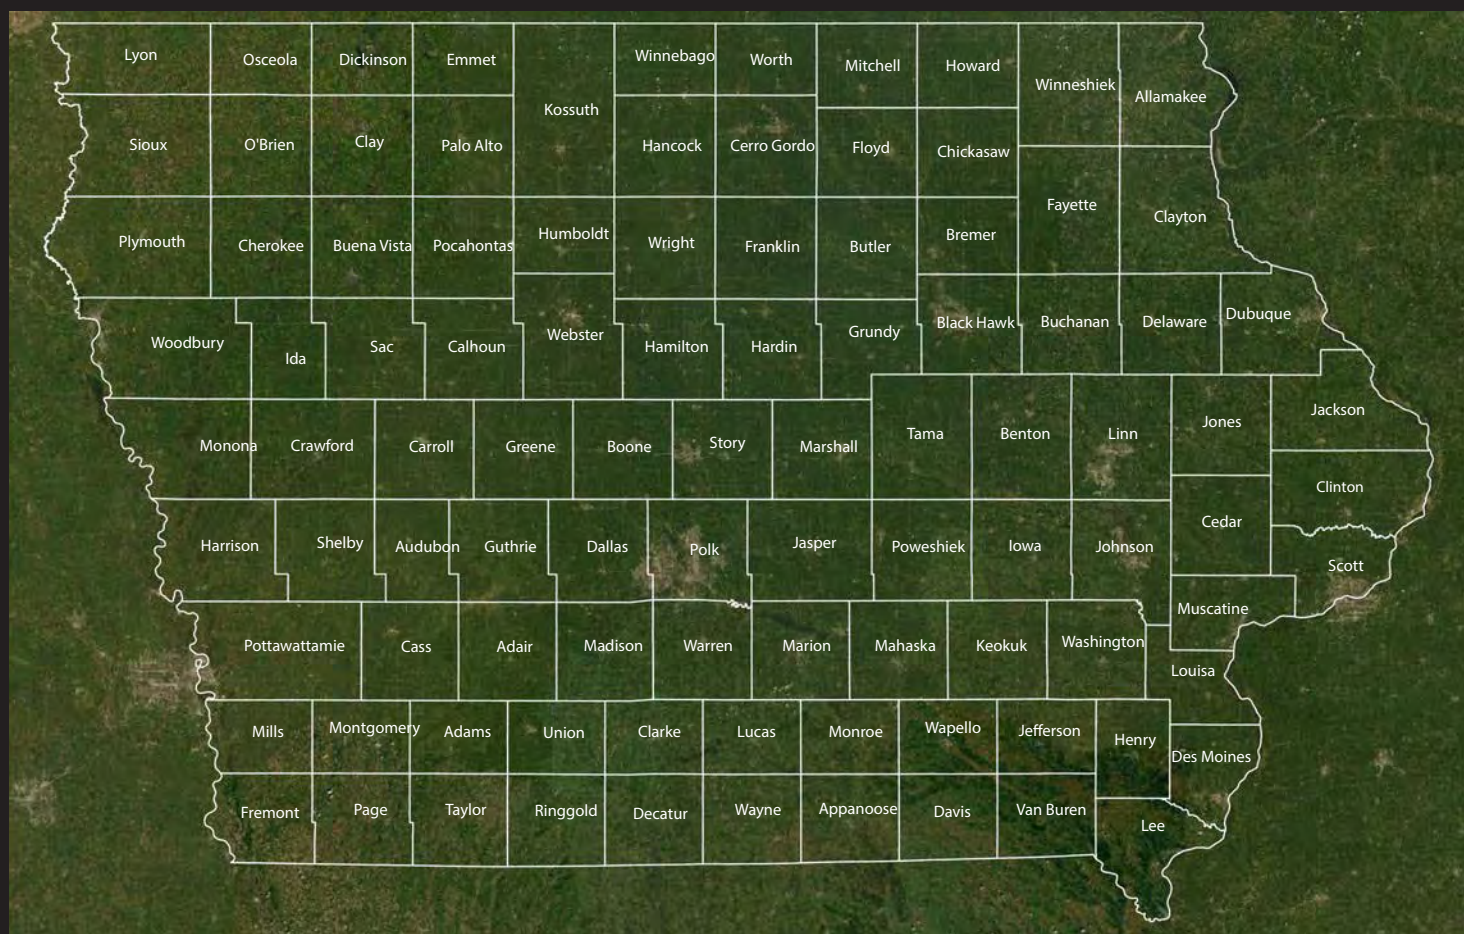 Lyon
Osceola
Dickinson
Emmet
Kossuth
Winnebago
Worth
Mitchell
Howard
Winneshiek
Allamakee
Sioux
O'Brien
Clay
Palo Alto
Hancock
Cerro Gordo
Floyd
Chickasaw
Fayette
Clayton
Plymouth
Cherokee
Buena Vista
Pocahontas
Humboldt
Wright
Franklin
Butler
Bremer
Woodbury
Ida
Sac
Calhoun
Webster
Hamilton
Hardin
Grundy
Black Hawk
Buchanan
Delaware
Dubuque
Monona
Crawford
Carroll
Greene
Boone
Story
Marshall
Tama
Benton
Linn
Jones
Jackson
Clinton
Cedar
Harrison
Shelby
Audubon
Guthrie
Dallas
Polk
Jasper
Poweshiek
Iowa
Johnson
Scott
Muscatine
Pottawattamie
Cass
Adair
Madison
Warren
Marion
Mahaska
Keokuk
Washington
Louisa
Mills
Montgomery
Adams
Union
Clarke
Lucas
Monroe
Wapello
Jefferson
Henry
Des Moines
Fremont
Page
Taylor
Ringgold
Decatur
Wayne
Appanoose
Davis
Van Buren
Lee